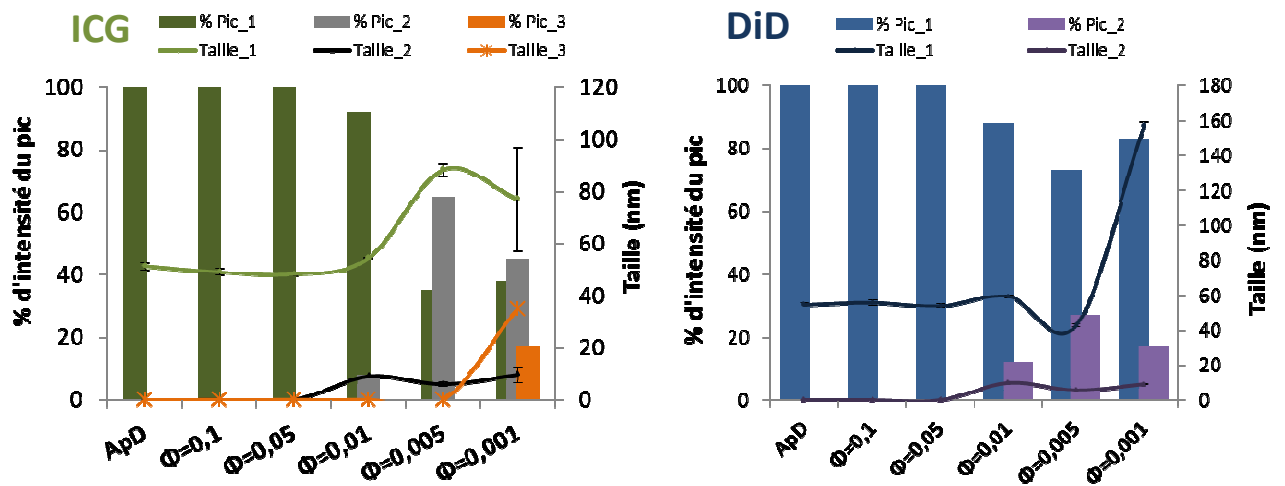 ICG
% Pic_1 % Pic_2 % Pic_3
Taille_1 Taille_2 Taille_3
% d'intensité du pic
100
80
60
40
20
0
120
100
80
60
40
20
0
Taille (nm)
ApD Φ=0,1 Φ=0,05 Φ=0,01 Φ=0,005 Φ=0,001
DiD
% Pic_1 % Pic_2
Taille_1 Taille_2
% d'intensité du pic
100
80
60
40
20
0
180
160
140
120
100
80
60
40
20
0
Taille (nm)
ApD Φ=0,1 Φ=0,05 Φ=0,01 Φ=0,005 Φ=0,001